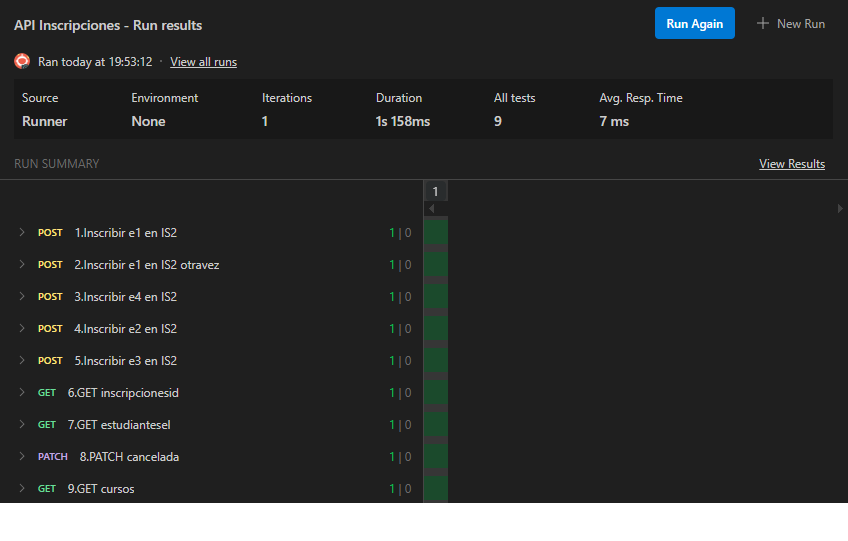 API Inscripciones - Run results
Run Again
New Run
Ran today at 19:53:12 · View all runs
Source Environment Iterations Duration All tests Avg. Resp. Time
Runner None 1 1s 158ms 9 7 ms
RUN SUMMARY View Results
1
POST 1.Inscribir e1 en IS2 1 | 0
POST 2.Inscribir e1 en IS2 otravez 1 | 0
POST 3.Inscribir e4 en IS2 1 | 0
POST 4.Inscribir e2 en IS2 1 | 0
POST 5.Inscribir e3 en IS2 1 | 0
GET 6.GET inscripcionesid 1 | 0
GET 7.GET estudiantesel 1 | 0
PATCH 8.PATCH cancelada 1 | 0
GET 9.GET cursos 1 | 0